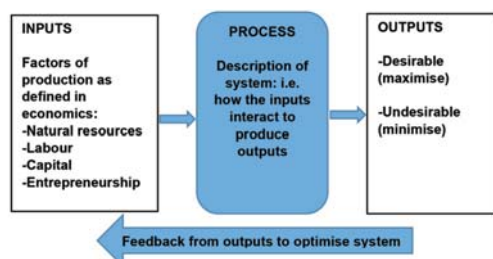 INPUTS
Factors of
production as
defined in
economics:
-Natural resources
-Labour
-Capital
-Entrepreneurship
PROCESS
Description of
system: i.e.
how the inputs
interact to
produce
outputs
OUTPUTS
-Desirable
(maximise)
-Undesirable
(minimise)
Feedback from outputs to optimise system